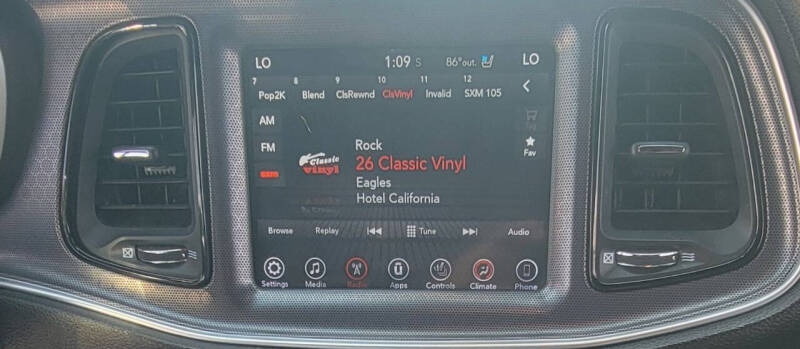 LO 1:09 S 86°out. LO
7 8 9 10 11 12
Pop2K Blend ClsRewnd ClsVinyl Invalid SXM 105
AM
FM
Rock
26 Classic Vinyl
Classic
vinyl
Eagles
Hotel California
Fav
Browse Replay Tune Audio
Settings Media Radio Apps Controls Climate Phone